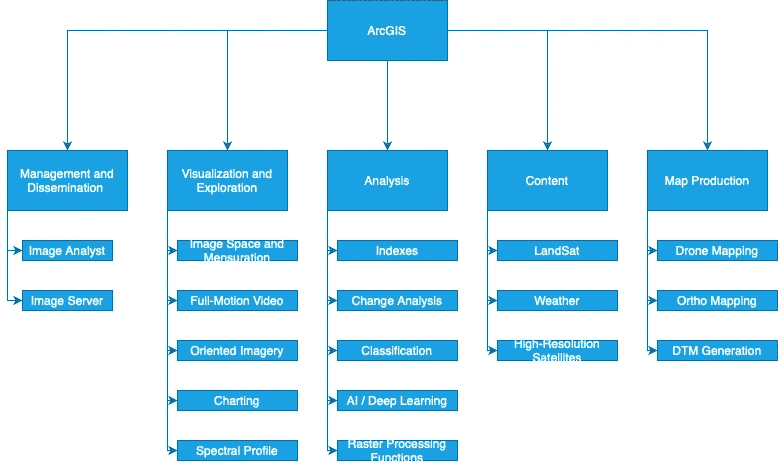 ArcGIS
Management and
Dissemination
Image Analyst
Image Server
Visualization and
Exploration
Image Space and
Mensuration
Full-Motion Video
Oriented Imagery
Charting
Spectral Profile
Analysis
Indexes
Change Analysis
Classification
AI / Deep Learning
Raster Processing
Functions
Content
LandSat
Weather
High-Resolution
Satellites
Map Production
Drone Mapping
Ortho Mapping
DTM Generation